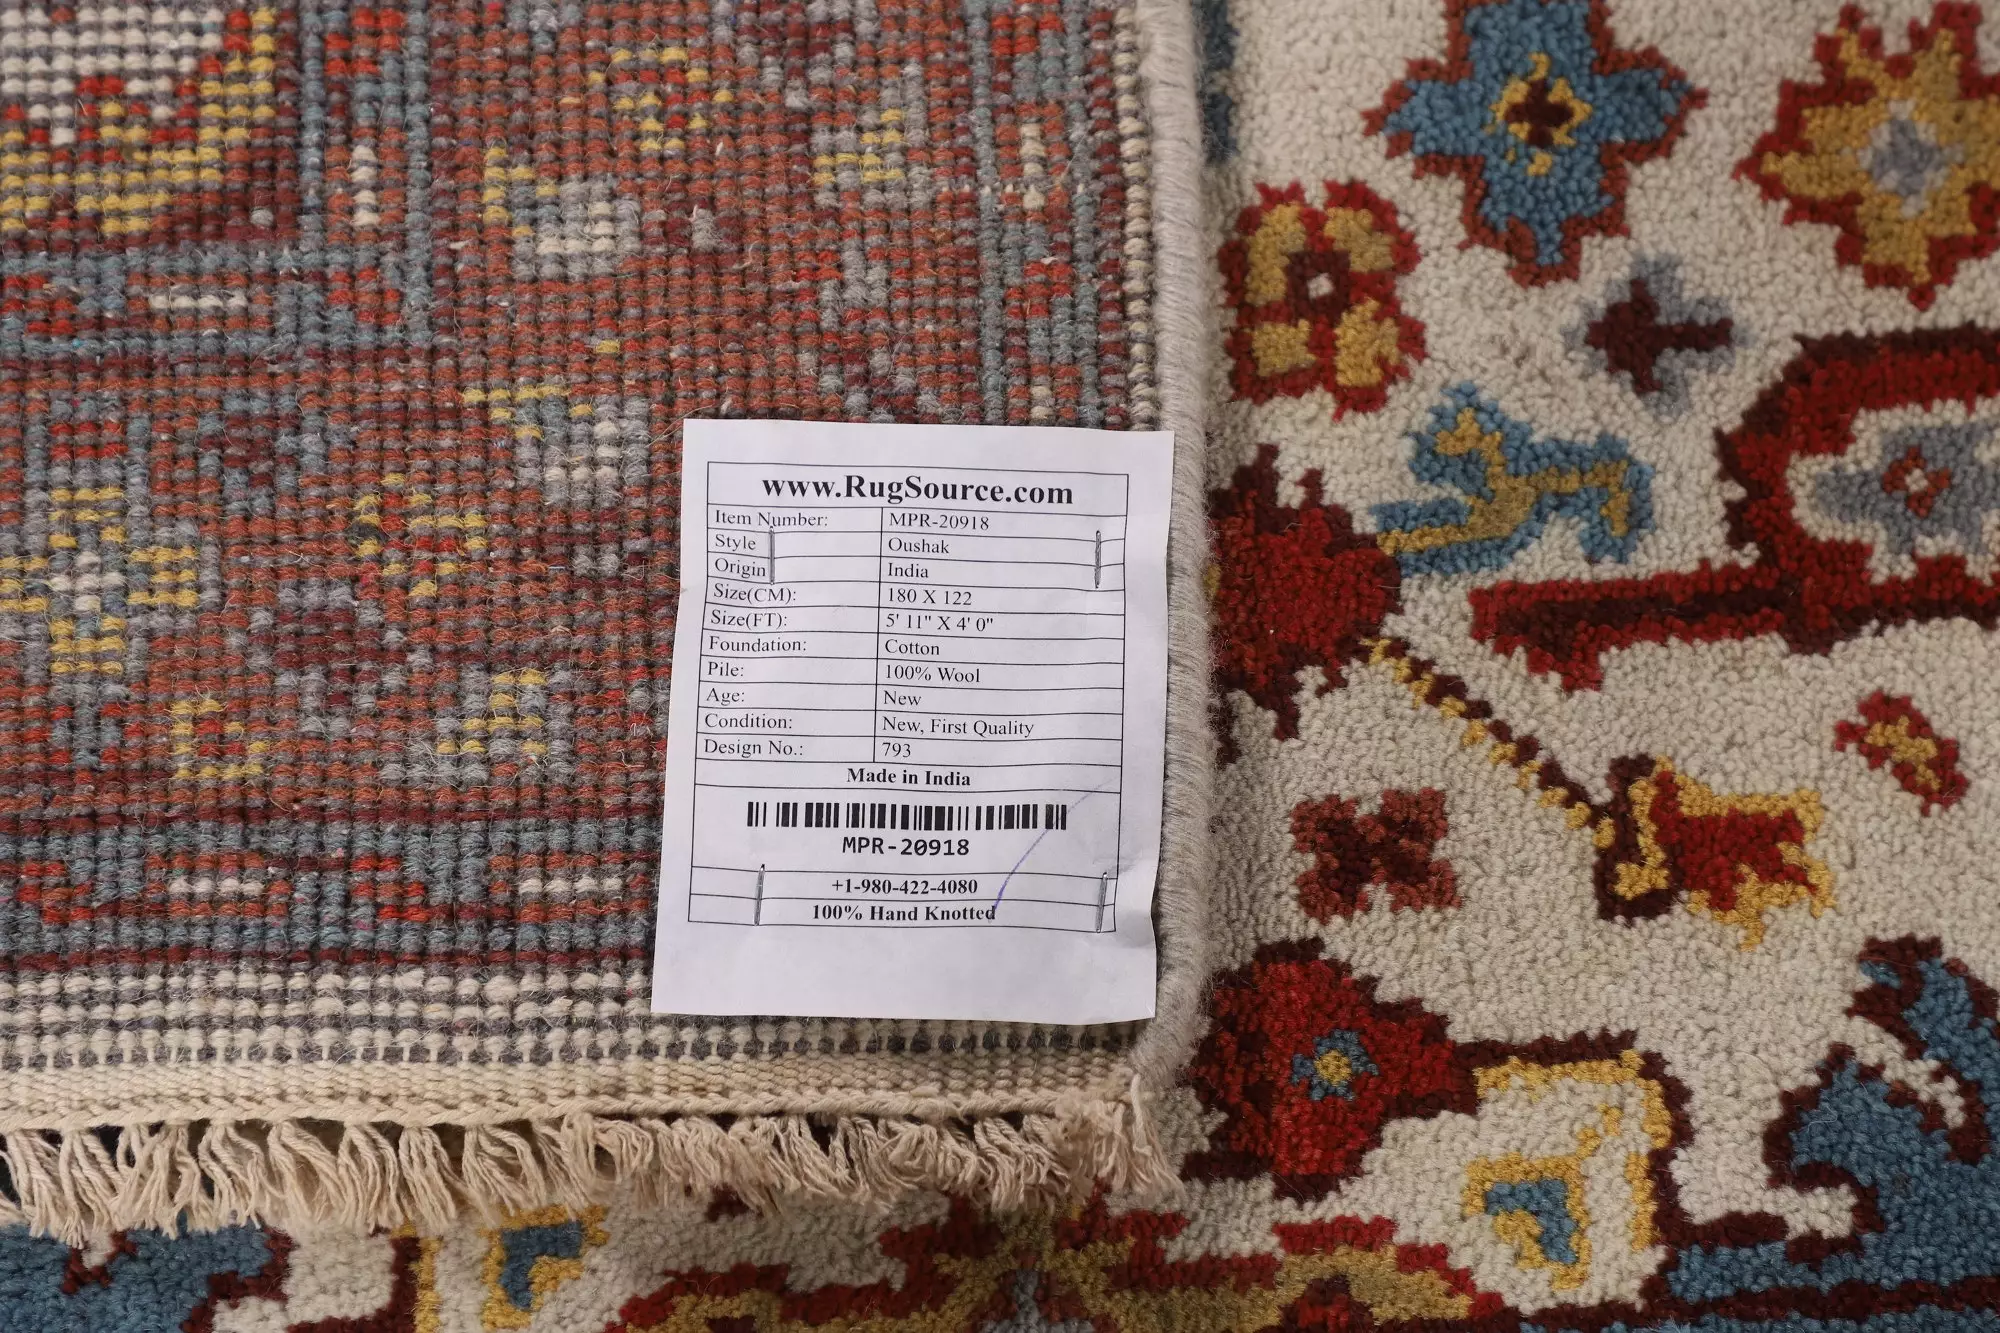 www.RugSource.com
Item Number: MPR-20918
Style Oushak
Origin India
Size(CM): 180 X 122
Size(FT): 5' 11" X 4' 0"
Foundation: Cotton
Pile: 100% Wool
Age: New
Condition: New, First Quality
Design No.: 793
Made in India
MPR-20918
+1-980-422-4080
100% Hand Knotted